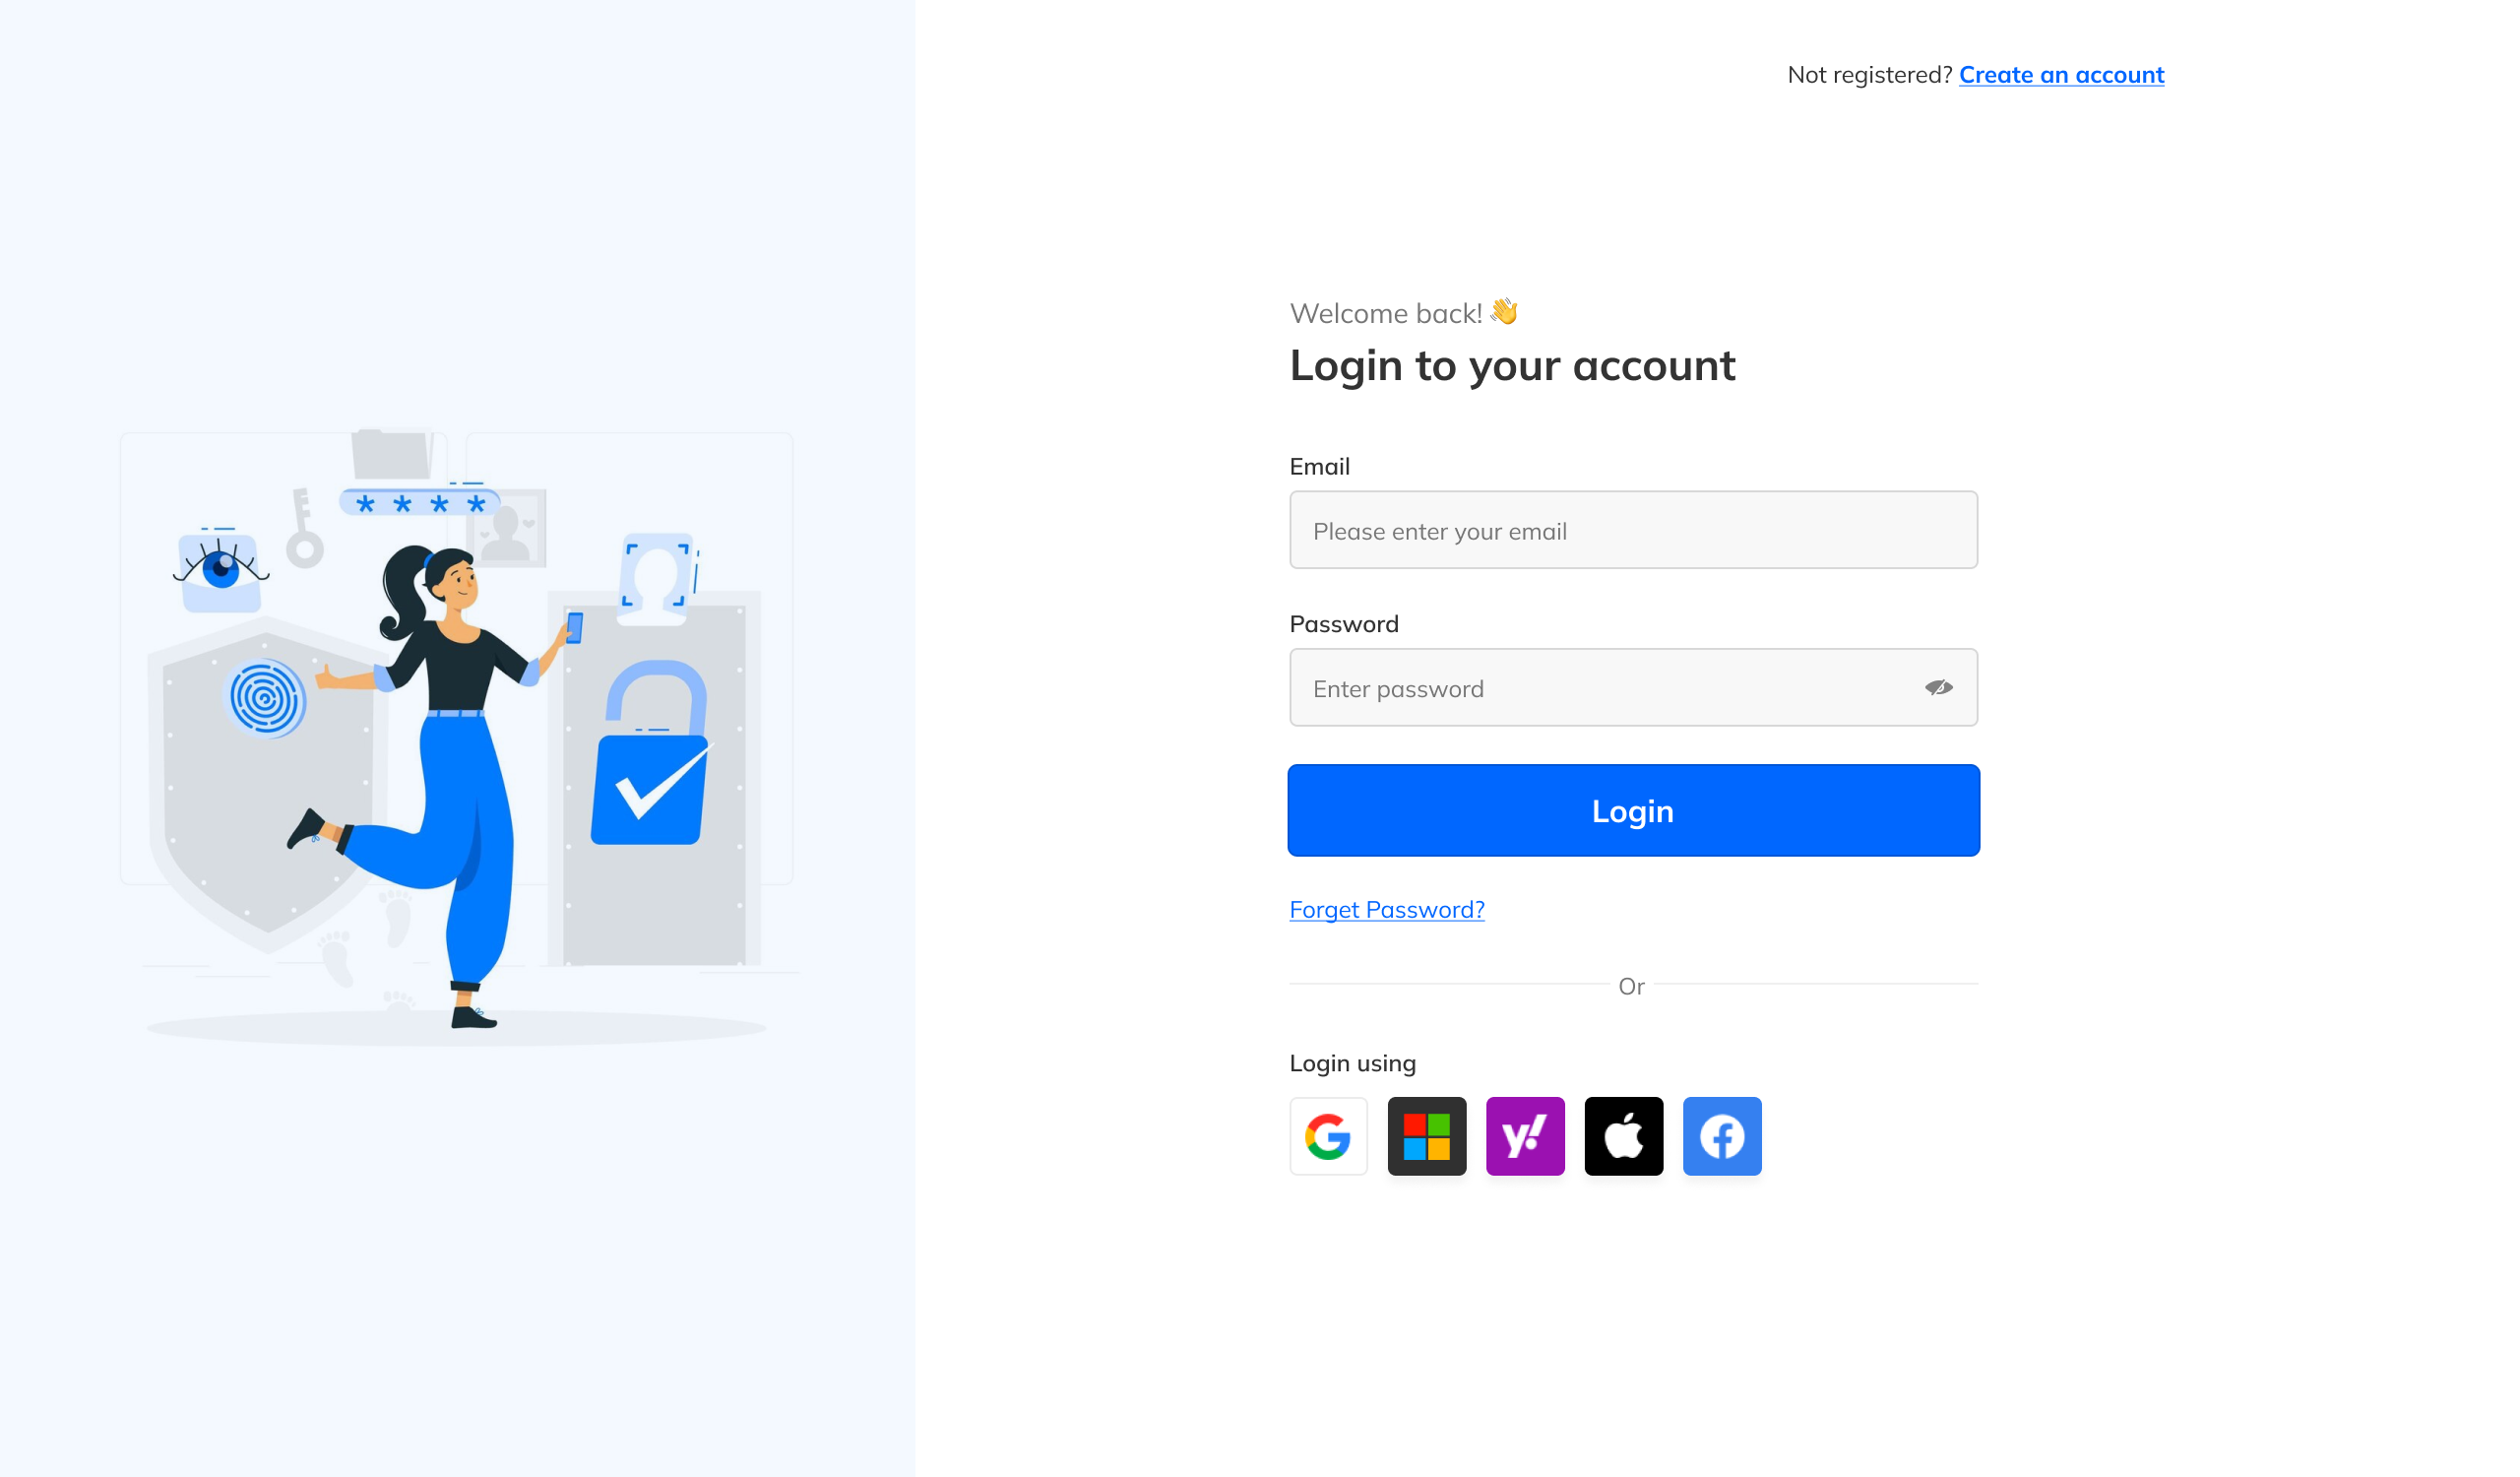 Not registered? Create an account
Welcome back! 👋
Login to your account
Email
Please enter your email
* * * *
Password
Enter password
Login
Forget Password?
Or
Login using
y!